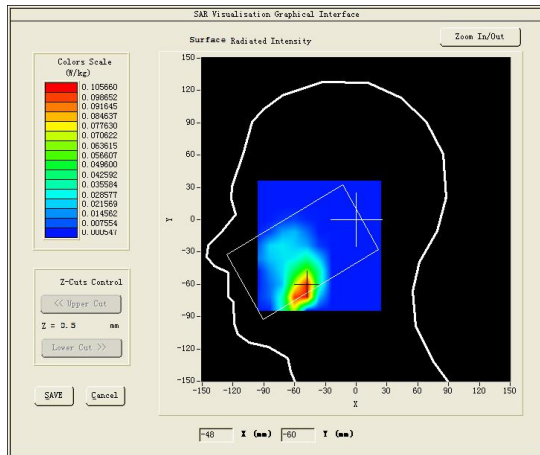 SAR Visualisation Graphical Interface
Surface Radiated Intensity
Zoom In/Out
Colors Scale
(W/kg)
0.105660
0.098652
0.091645
0.084637
0.077630
0.070622
0.063615
0.056607
0.049600
0.042592
0.035584
0.028577
0.021569
0.014562
0.007554
0.000547
Z-Cuts Control
<< Upper Cut
Z = 3.5 mm
Lower Cut >>
SAVE Cancel
150
120
90
60
30
0
-30
-60
-90
-120
-150
Y
-150 -120 -90 -60 -30 0 30 60 90 120 150
X
-48 X (mm) -60 Y (mm)